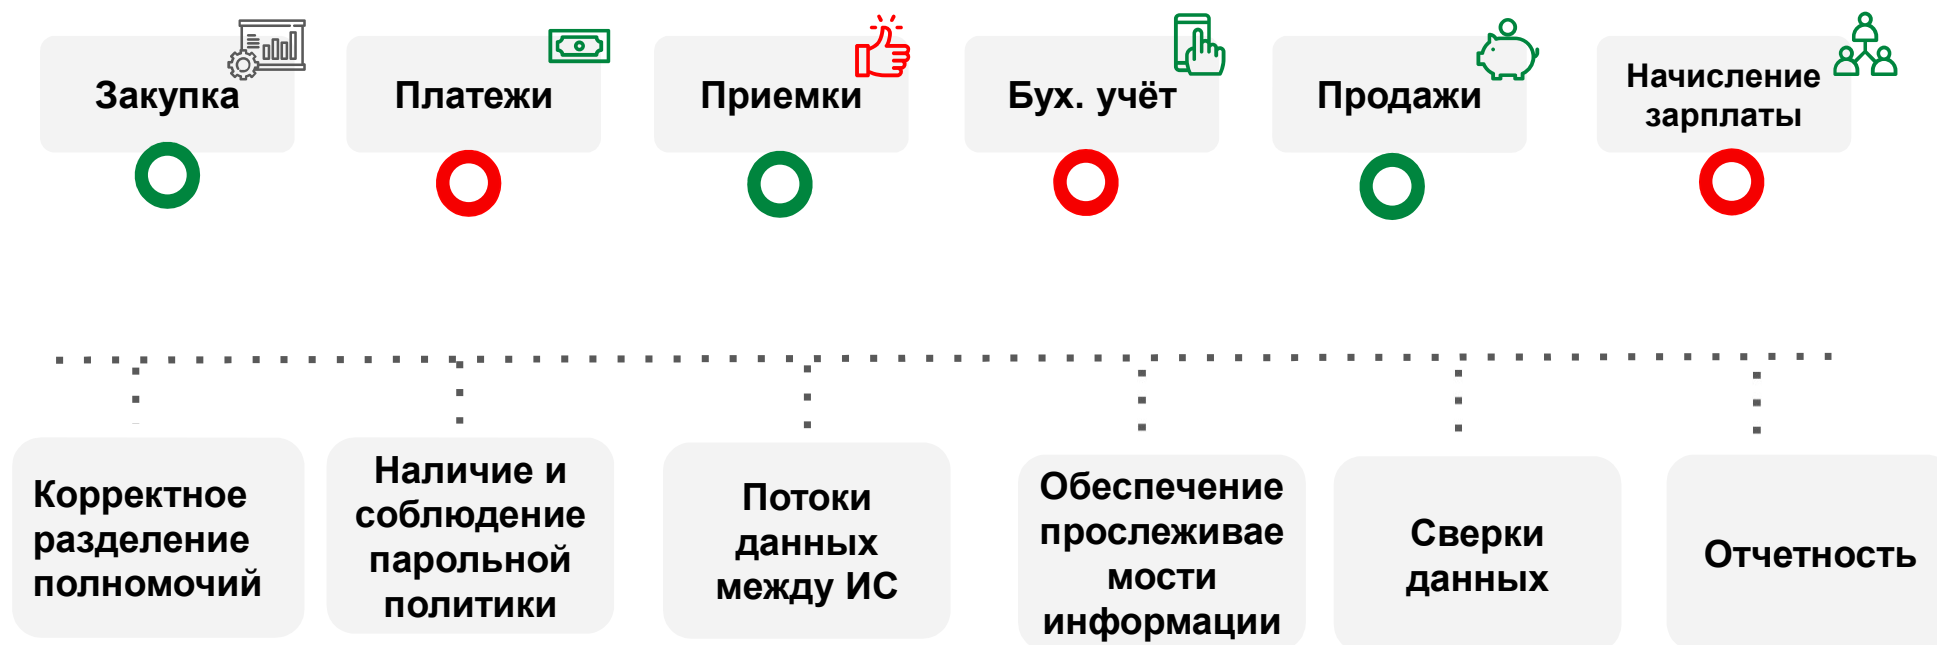 Закупка
Платежи
Приемки
Бух. учёт
Продажи
Начисление
зарплаты
Корректное
разделение
полномочий
Наличие и
соблюдение
парольной
политики
Потоки
данных
между ИС
Обеспечение
прослеживае
мости
информации
Сверки
данных
Отчетность